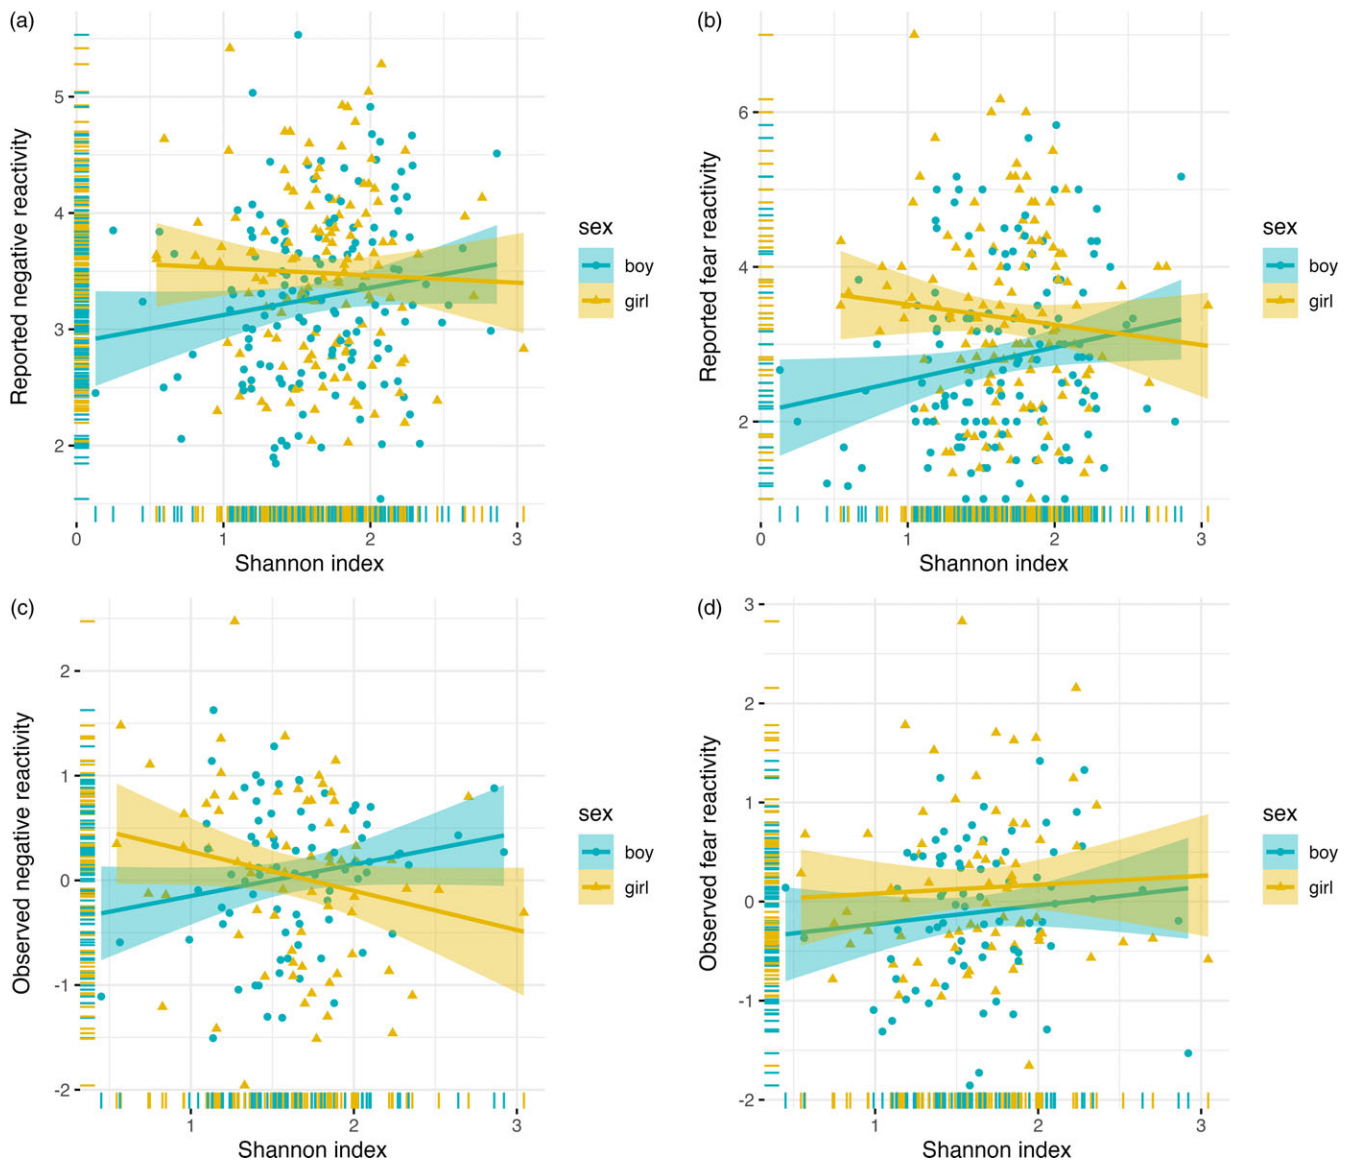 (a)
Reported negative reactivity
5
4
3
2
0 1 2 3
Shannon index
sex
boy
girl
(b)
Reported fear reactivity
6
4
2
0 1 2 3
Shannon index
sex
boy
girl
(c)
Observed negative reactivity
2
1
0
-1
-2
1 2 3
Shannon index
sex
boy
girl
(d)
Observed fear reactivity
3
2
1
0
-1
-2
1 2 3
Shannon index
sex
boy
girl